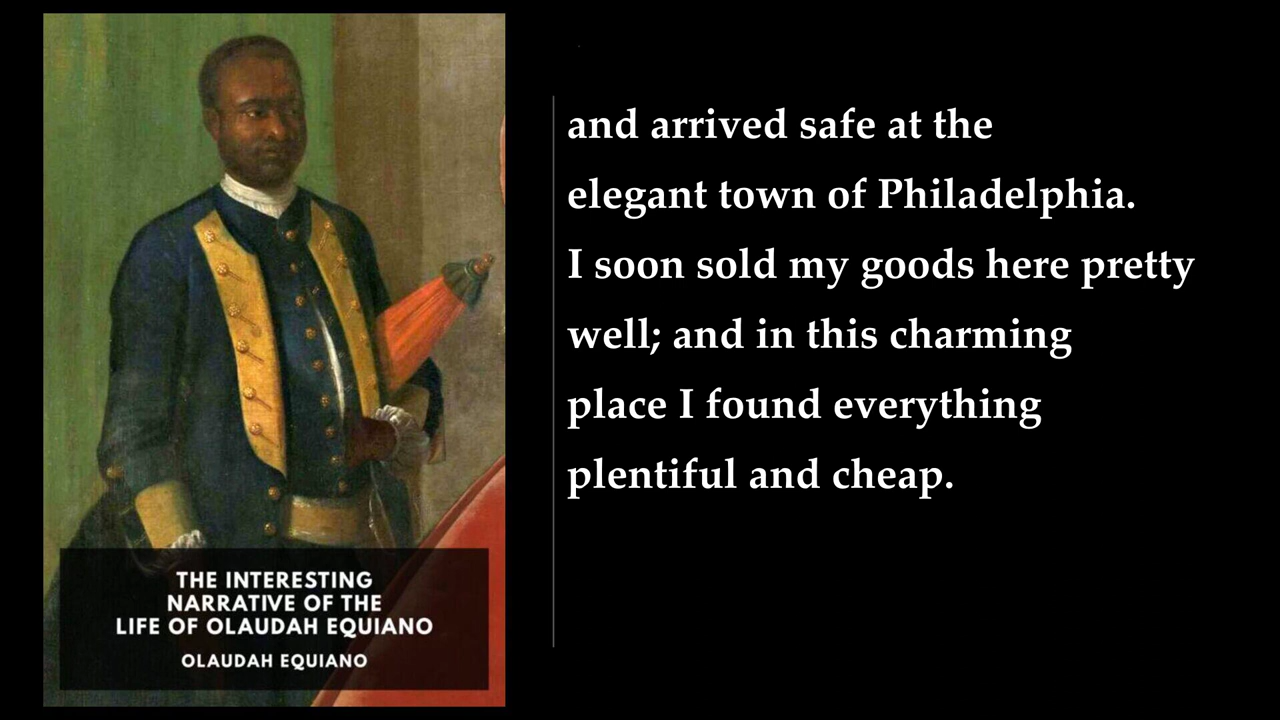 and arrived safe at the
elegant town of Philadelphia.
I soon sold my goods here pretty
well; and in this charming
place I found everything
plentiful and cheap.
THE INTERESTING
NARRATIVE OF THE
LIFE OF OLAUDAH EQUIANO
OLAUDAH EQUIANO